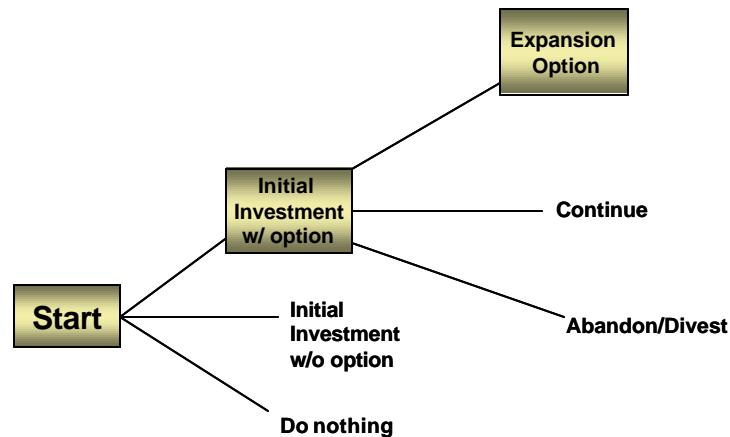 Expansion
Option
Initial
Investment
w/ option
Continue
Start
Initial
Investment
w/o option
Abandon/Divest
Do nothing